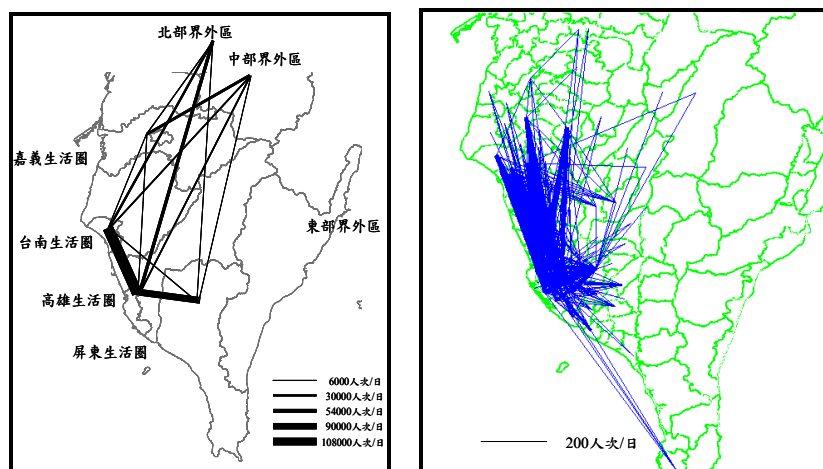 北部界外區
中部界外區
嘉義生活圈
東部界外區
台南生活圈
高雄生活圈
屏東生活圈
6000人次/日
30000人次/日
54000人次/日
90000人次/日
108000人次/日
200人次/日